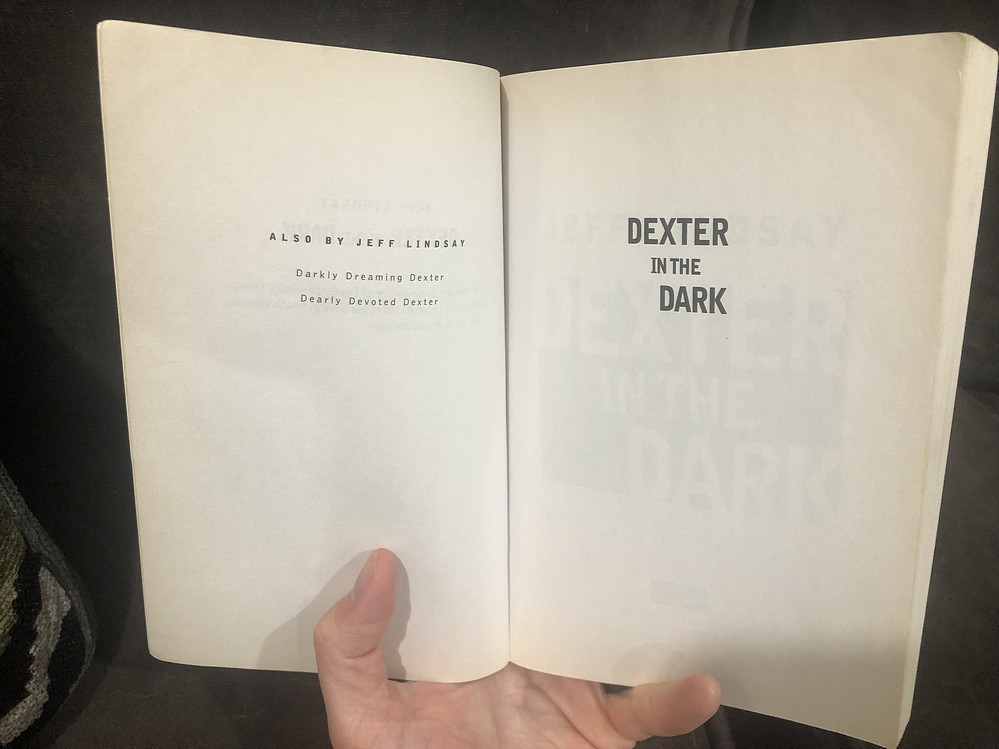 ALSO BY JEFF LINDSAY
Darkly Dreaming Dexter
Dearly Devoted Dexter
DEXTER
IN THE
DARK